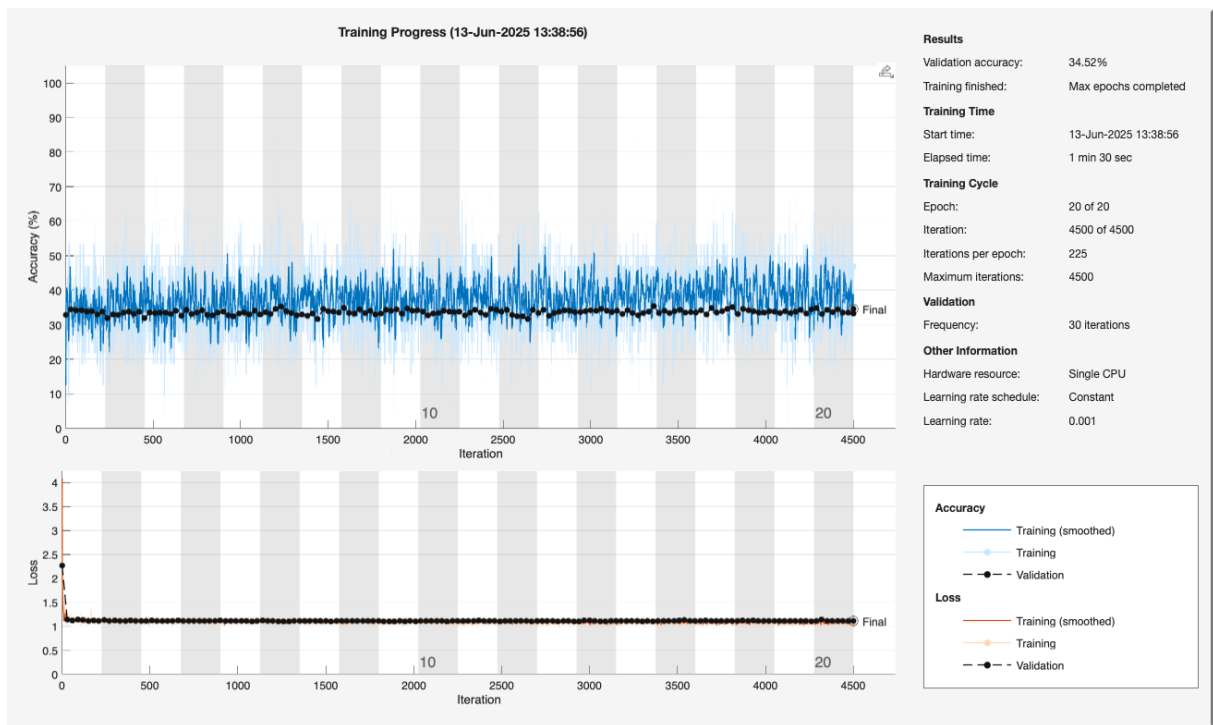 Training Progress (13-Jun-2025 13:38:56)
100
90
80
70
60
50
40
30
20
10
0
Accuracy (%)
Final
10
20
0
500
1000
1500
2000
2500
3000
3500
4000
4500
Iteration
4
3.5
3
2.5
2
1.5
1
0.5
0
Loss
Final
10
20
0
500
1000
1500
2000
2500
3000
3500
4000
4500
Iteration
Results
Validation accuracy: 34.52%
Training finished: Max epochs completed
Training Time
Start time: 13-Jun-2025 13:38:56
Elapsed time: 1 min 30 sec
Training Cycle
Epoch: 20 of 20
Iteration: 4500 of 4500
Iterations per epoch: 225
Maximum iterations: 4500
Validation
Frequency: 30 iterations
Other Information
Hardware resource: Single CPU
Learning rate schedule: Constant
Learning rate: 0.001
Accuracy
Training (smoothed)
Training
Validation
Loss
Training (smoothed)
Training
Validation